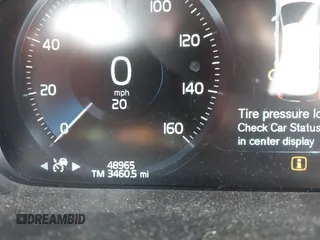 100
40
60
120
0
mph
20
140
20
0
160
Tire pressure lo
Check Car Status
in center display
48965
TM 3460.5 mi
i
DREAMBID